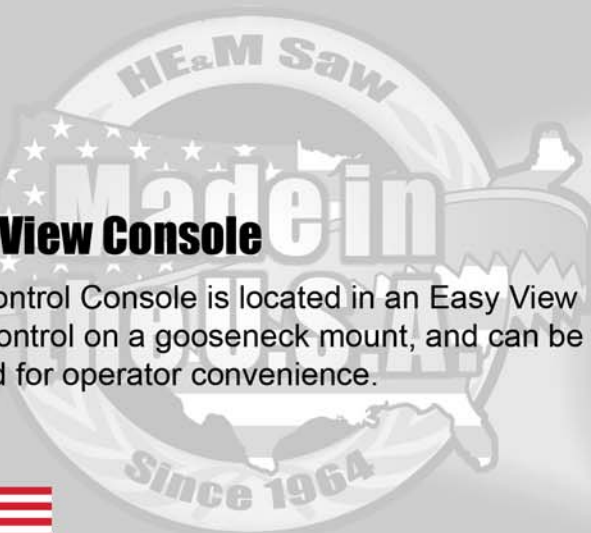 HE&M Saw
Made in
the U.S.A.
View Console
ontrol Console is located in an Easy View
ontrol on a gooseneck mount, and can be
d for operator convenience.
Since 1964